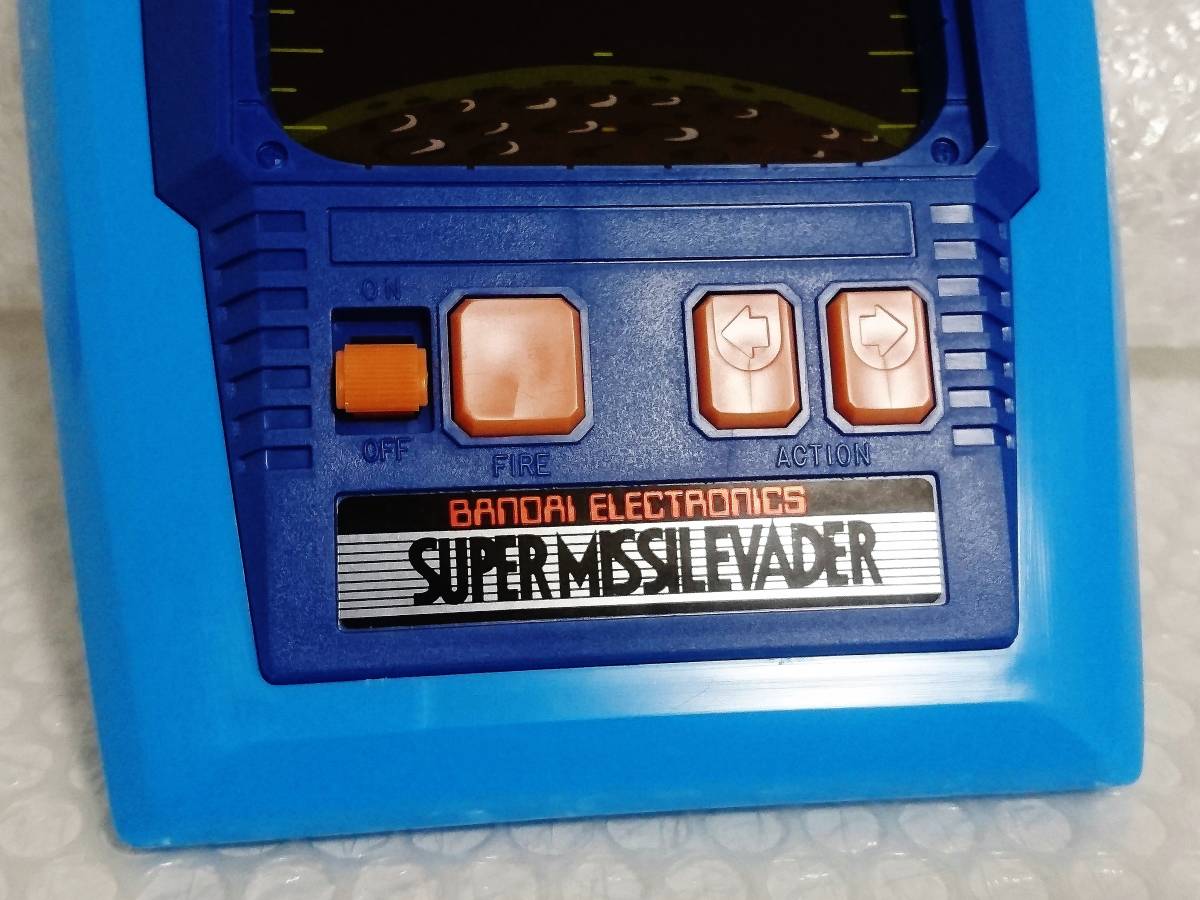 ON
OFF
FIRE
ACTION
BANDAI ELECTRONICS
SUPER MISSILEVADER